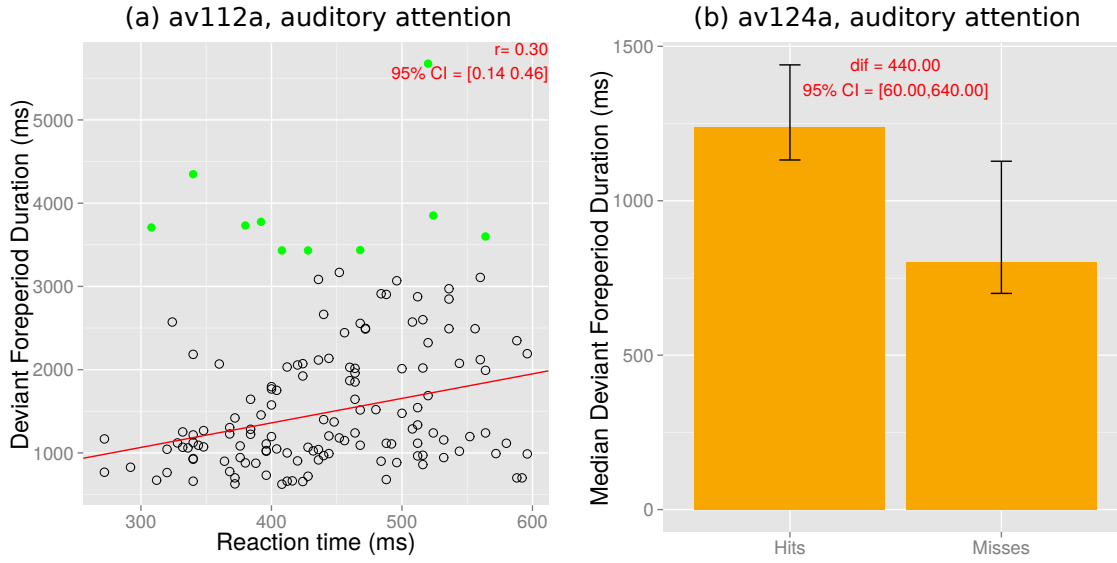 (a) av112a, auditory attention
r= 0.30
95% CI = [0.14 0.46]
Deviant Foreperiod Duration (ms)
5000
4000
3000
2000
1000
300
400
500
600
Reaction time (ms)
(b) av124a, auditory attention
dif = 440.00
95% CI = [60.00,640.00]
Median Deviant Foreperiod Duration (ms)
1500
1000
500
0
Hits
Misses